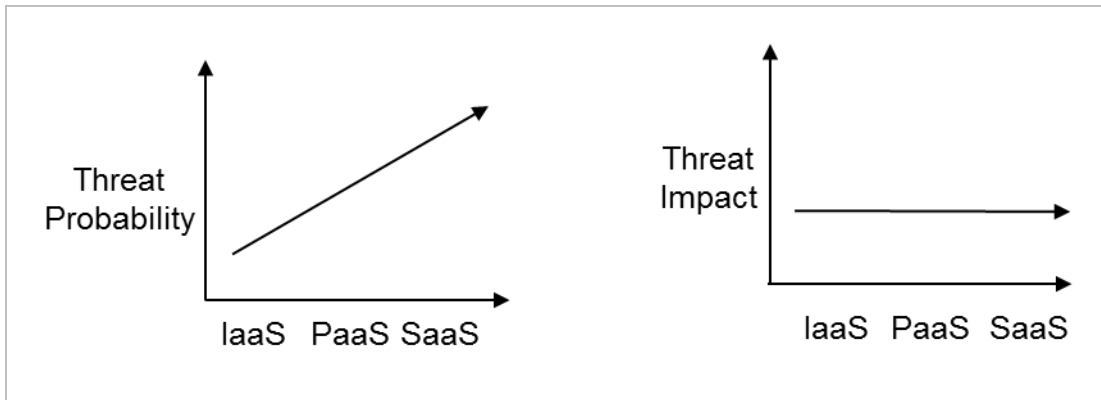 Threat
Probability
IaaS PaaS SaaS
Threat
Impact
IaaS PaaS SaaS